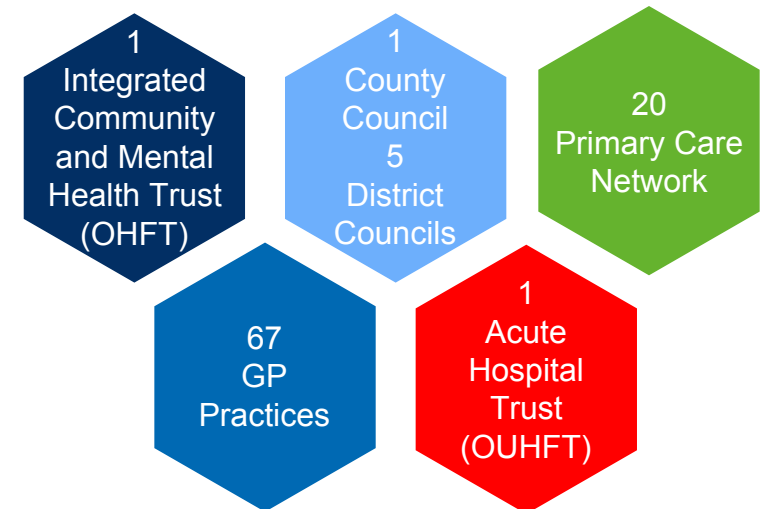 1
Integrated
Community
and Mental
Health Trust
(OHFT)
1
County
Council
5
District
Councils
20
Primary Care
Network
67
GP
Practices
1
Acute
Hospital
Trust
(OUHFT)